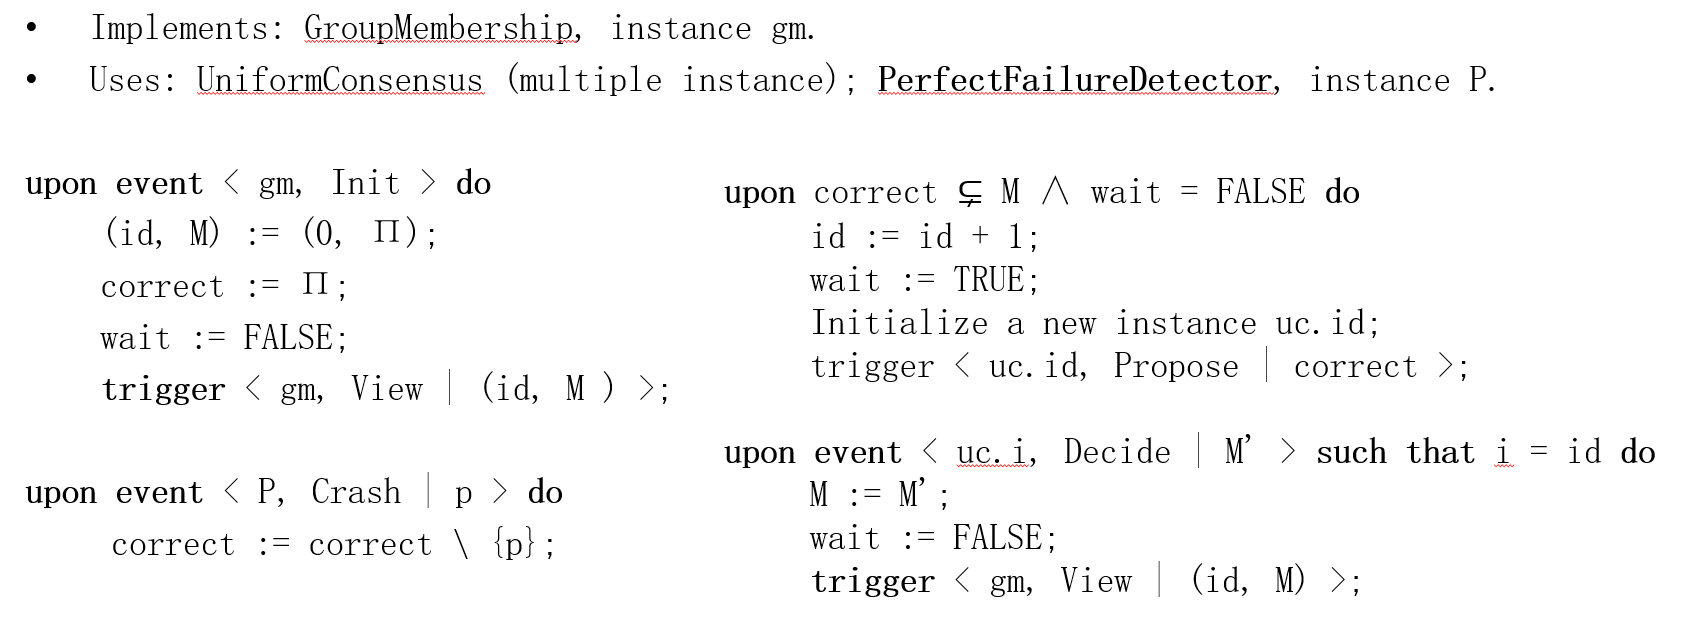 • Implements: GroupMembership, instance gm.
• Uses: UniformConsensus (multiple instance); PerfectFailureDetector, instance P.
upon event < gm, Init > do
(id, M) := (0, Π);
correct := Π;
wait := FALSE;
trigger < gm, View | (id, M ) >;
upon event < P, Crash | p > do
correct := correct \ {p};
upon correct ⊊ M ∧ wait = FALSE do
id := id + 1;
wait := TRUE;
Initialize a new instance uc.id;
trigger < uc.id, Propose | correct >;
upon event < uc.i, Decide | M’ > such that i = id do
M := M’;
wait := FALSE;
trigger < gm, View | (id, M) >;